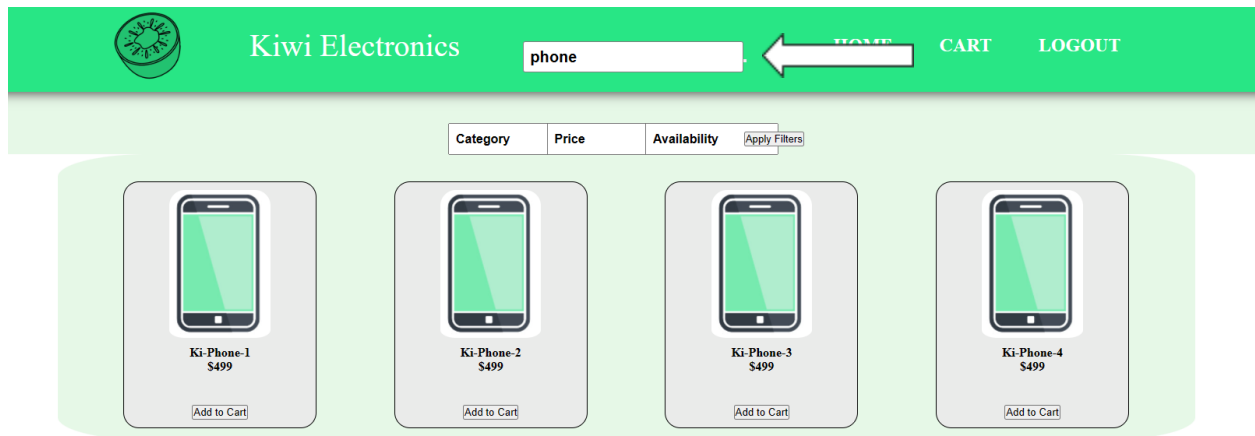 Kiwi Electronics
phone
HOME
CART
LOGOUT
Category
Price
Availability
Apply Filters
Ki-Phone-1
$499
Add to Cart
Ki-Phone-2
$499
Add to Cart
Ki-Phone-3
$499
Add to Cart
Ki-Phone-4
$499
Add to Cart